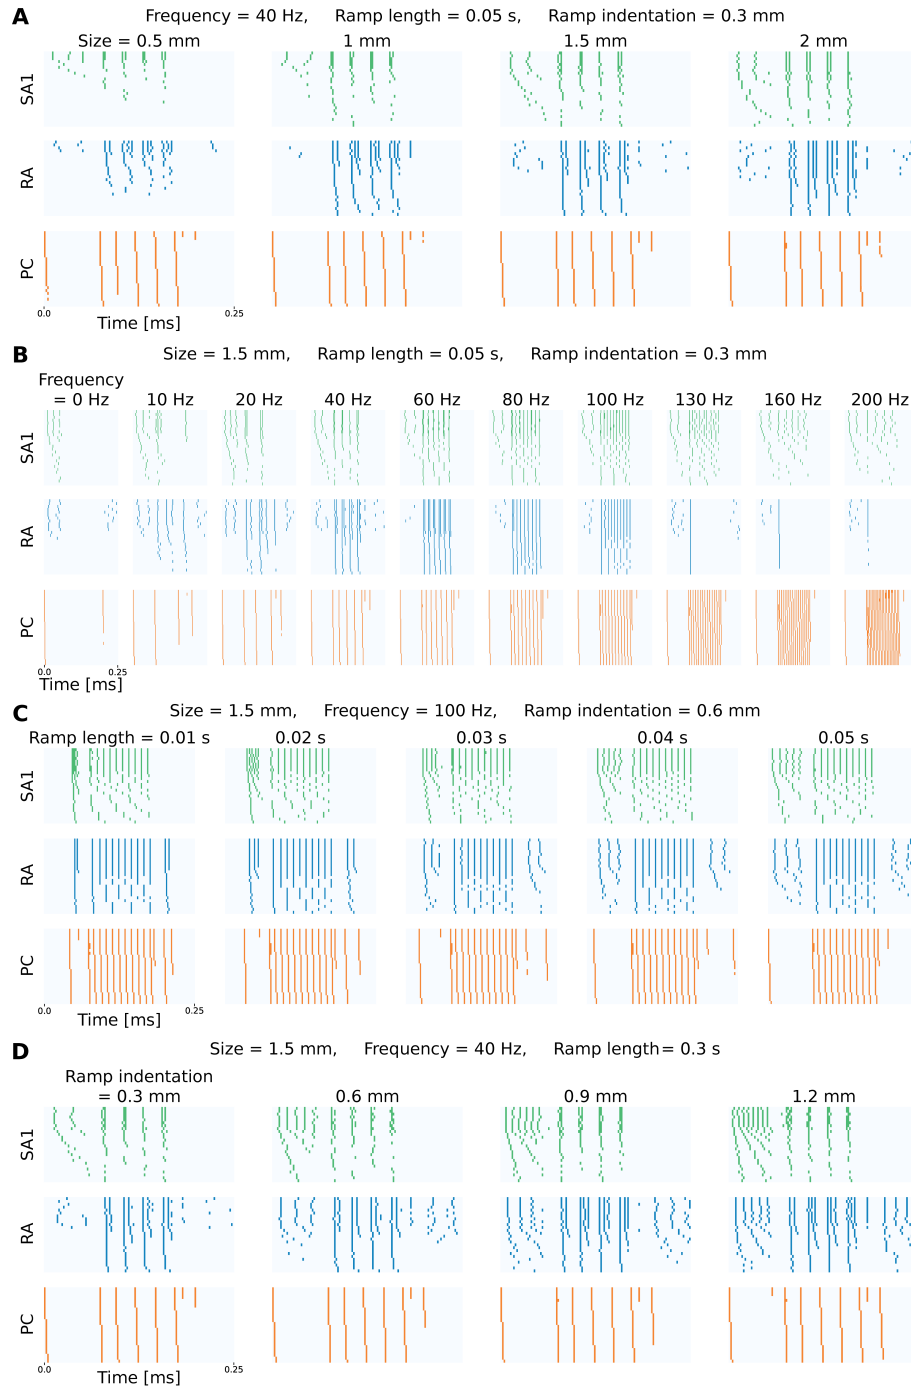 A
Frequency = 40 Hz, Ramp length = 0.05 s, Ramp indentation = 0.3 mm
Size = 0.5 mm 1 mm 1.5 mm 2 mm
SA1
RA
PC
0.0 0.25
Time [ms]
B
Size = 1.5 mm, Ramp length = 0.05 s, Ramp indentation = 0.3 mm
Frequency
= 0 Hz 10 Hz 20 Hz 40 Hz 60 Hz 80 Hz 100 Hz 130 Hz 160 Hz 200 Hz
SA1
RA
PC
0.0 0.25
Time [ms]
C
Size = 1.5 mm, Frequency = 100 Hz, Ramp indentation = 0.6 mm
Ramp length = 0.01 s 0.02 s 0.03 s 0.04 s 0.05 s
SA1
RA
PC
0.0 0.25
Time [ms]
D
Size = 1.5 mm, Frequency = 40 Hz, Ramp length= 0.3 s
Ramp indentation
= 0.3 mm 0.6 mm 0.9 mm 1.2 mm
SA1
RA
PC
0.0 0.25
Time [ms]